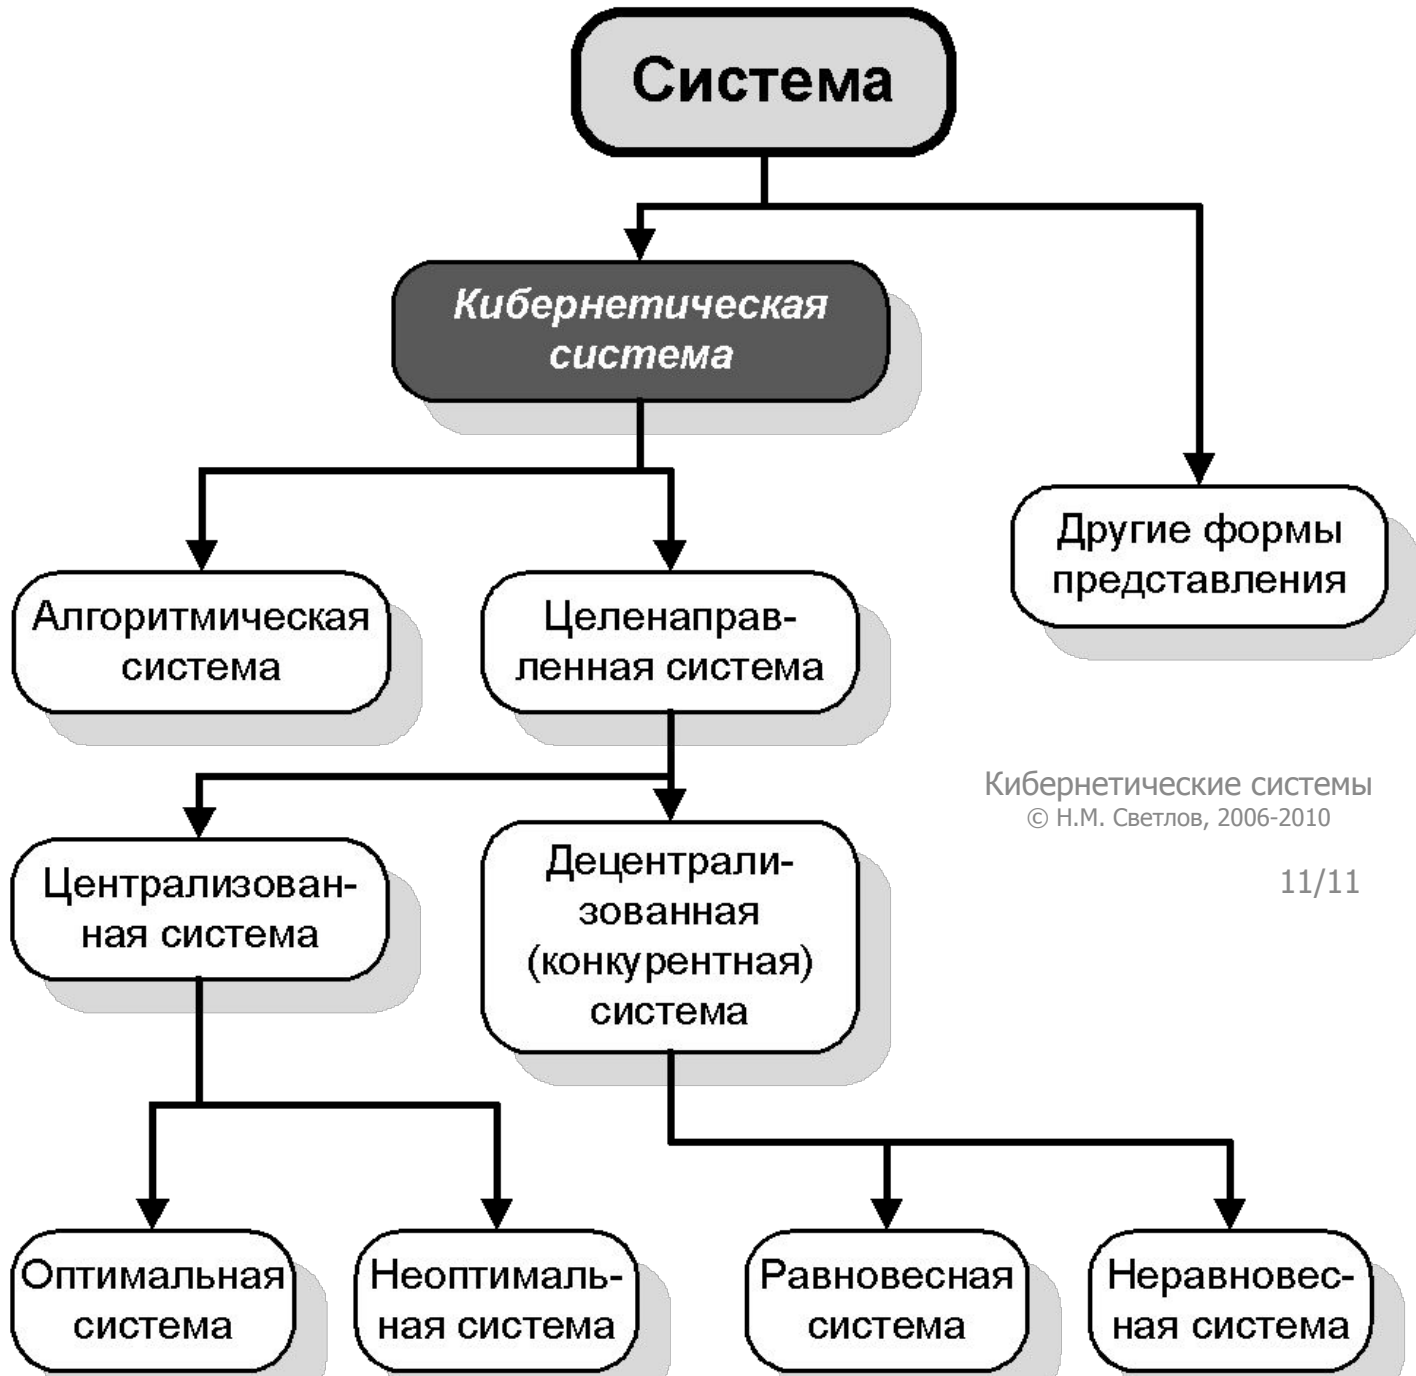 Система
Кибернетическая
система
Другие формы
представления
Алгоритмическая
система
Целенаправ-
ленная система
Кибернетические системы
© Н.М. Светлов, 2006-2010
11/11
Централизован-
ная система
Децентрали-
зованная
(конкурентная)
система
Оптимальная
система
Неоптималь-
ная система
Равновесная
система
Неравновес-
ная система